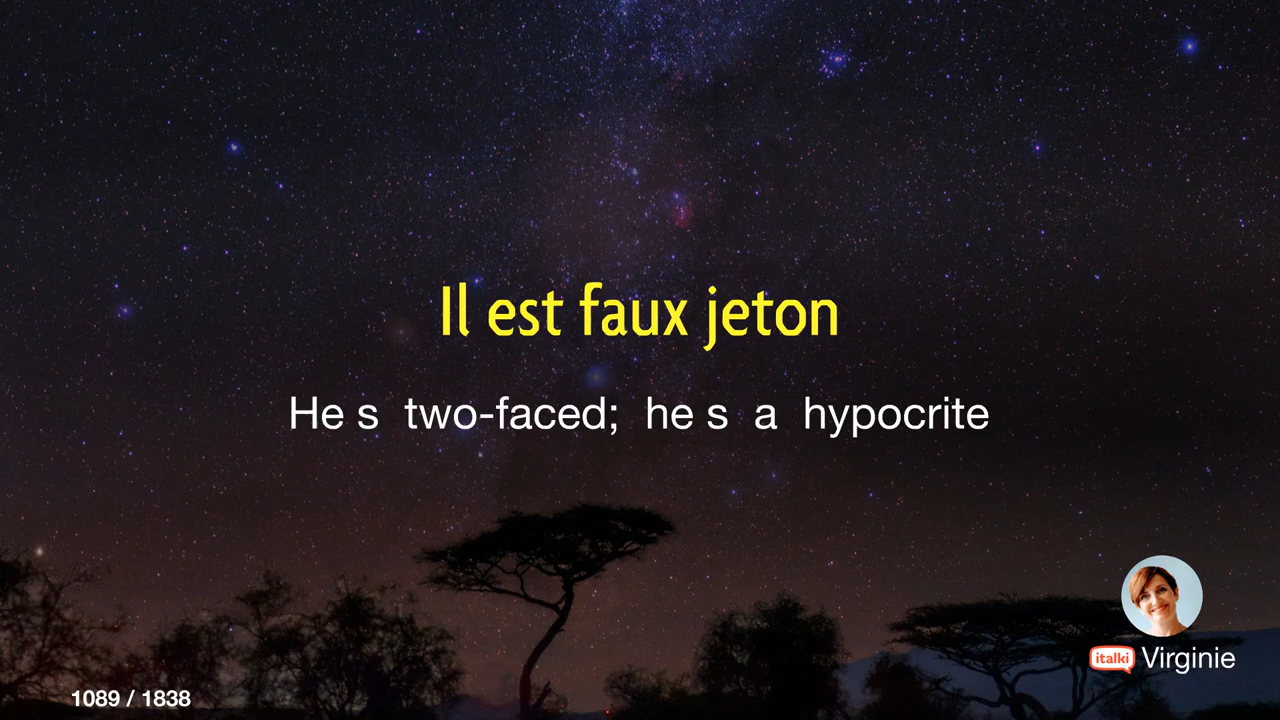 Il est faux jeton
He s two-faced; he s a hypocrite
italki Virginie
1089 / 1838